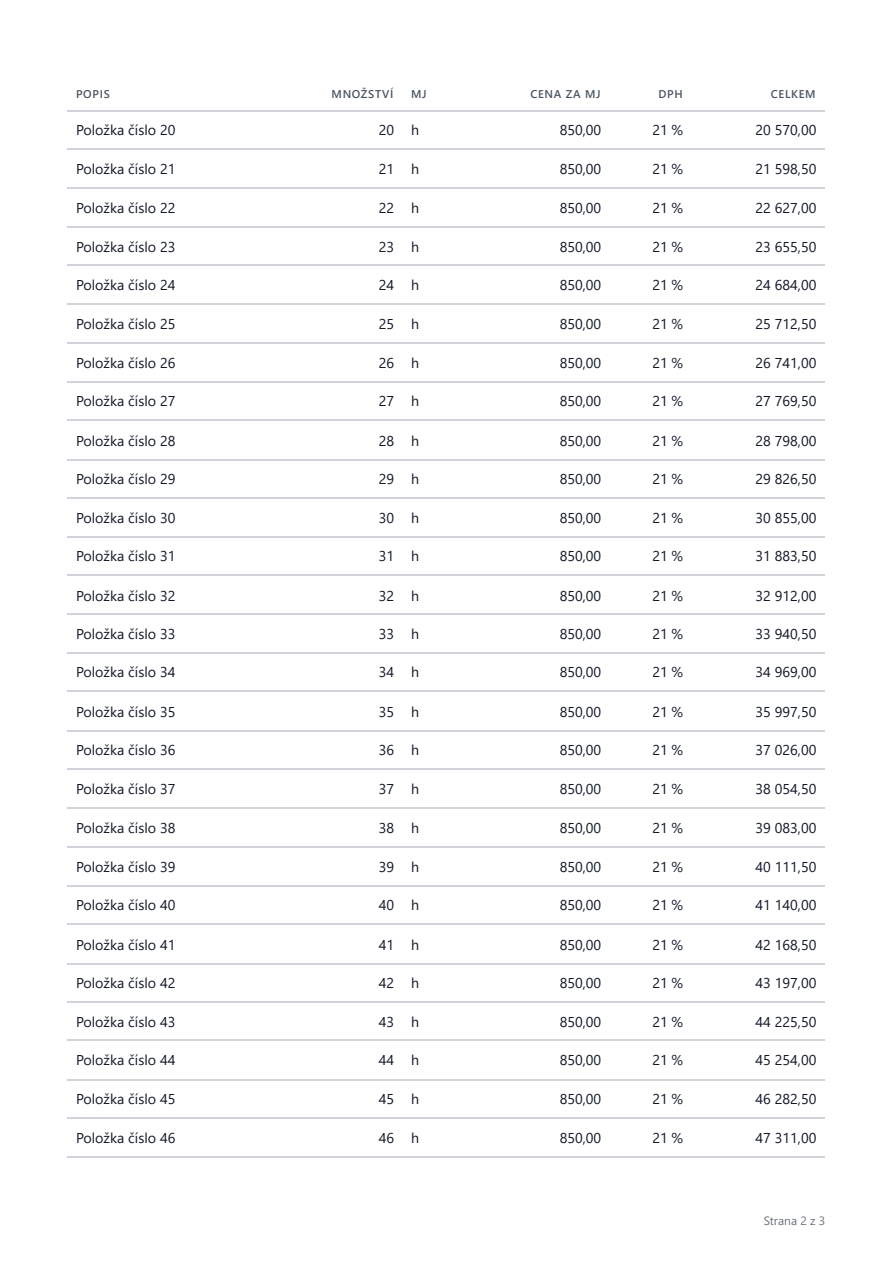 POPIS MNOŽSTVÍ MJ CENA ZA MJ DPH CELKEM
Položka číslo 20 20 h 850,00 21 % 20 570,00
Položka číslo 21 21 h 850,00 21 % 21 598,50
Položka číslo 22 22 h 850,00 21 % 22 627,00
Položka číslo 23 23 h 850,00 21 % 23 655,50
Položka číslo 24 24 h 850,00 21 % 24 684,00
Položka číslo 25 25 h 850,00 21 % 25 712,50
Položka číslo 26 26 h 850,00 21 % 26 741,00
Položka číslo 27 27 h 850,00 21 % 27 769,50
Položka číslo 28 28 h 850,00 21 % 28 798,00
Položka číslo 29 29 h 850,00 21 % 29 826,50
Položka číslo 30 30 h 850,00 21 % 30 855,00
Položka číslo 31 31 h 850,00 21 % 31 883,50
Položka číslo 32 32 h 850,00 21 % 32 912,00
Položka číslo 33 33 h 850,00 21 % 33 940,50
Položka číslo 34 34 h 850,00 21 % 34 969,00
Položka číslo 35 35 h 850,00 21 % 35 997,50
Položka číslo 36 36 h 850,00 21 % 37 026,00
Položka číslo 37 37 h 850,00 21 % 38 054,50
Položka číslo 38 38 h 850,00 21 % 39 083,00
Položka číslo 39 39 h 850,00 21 % 40 111,50
Položka číslo 40 40 h 850,00 21 % 41 140,00
Položka číslo 41 41 h 850,00 21 % 42 168,50
Položka číslo 42 42 h 850,00 21 % 43 197,00
Položka číslo 43 43 h 850,00 21 % 44 225,50
Položka číslo 44 44 h 850,00 21 % 45 254,00
Položka číslo 45 45 h 850,00 21 % 46 282,50
Položka číslo 46 46 h 850,00 21 % 47 311,00
Strana 2 z 3